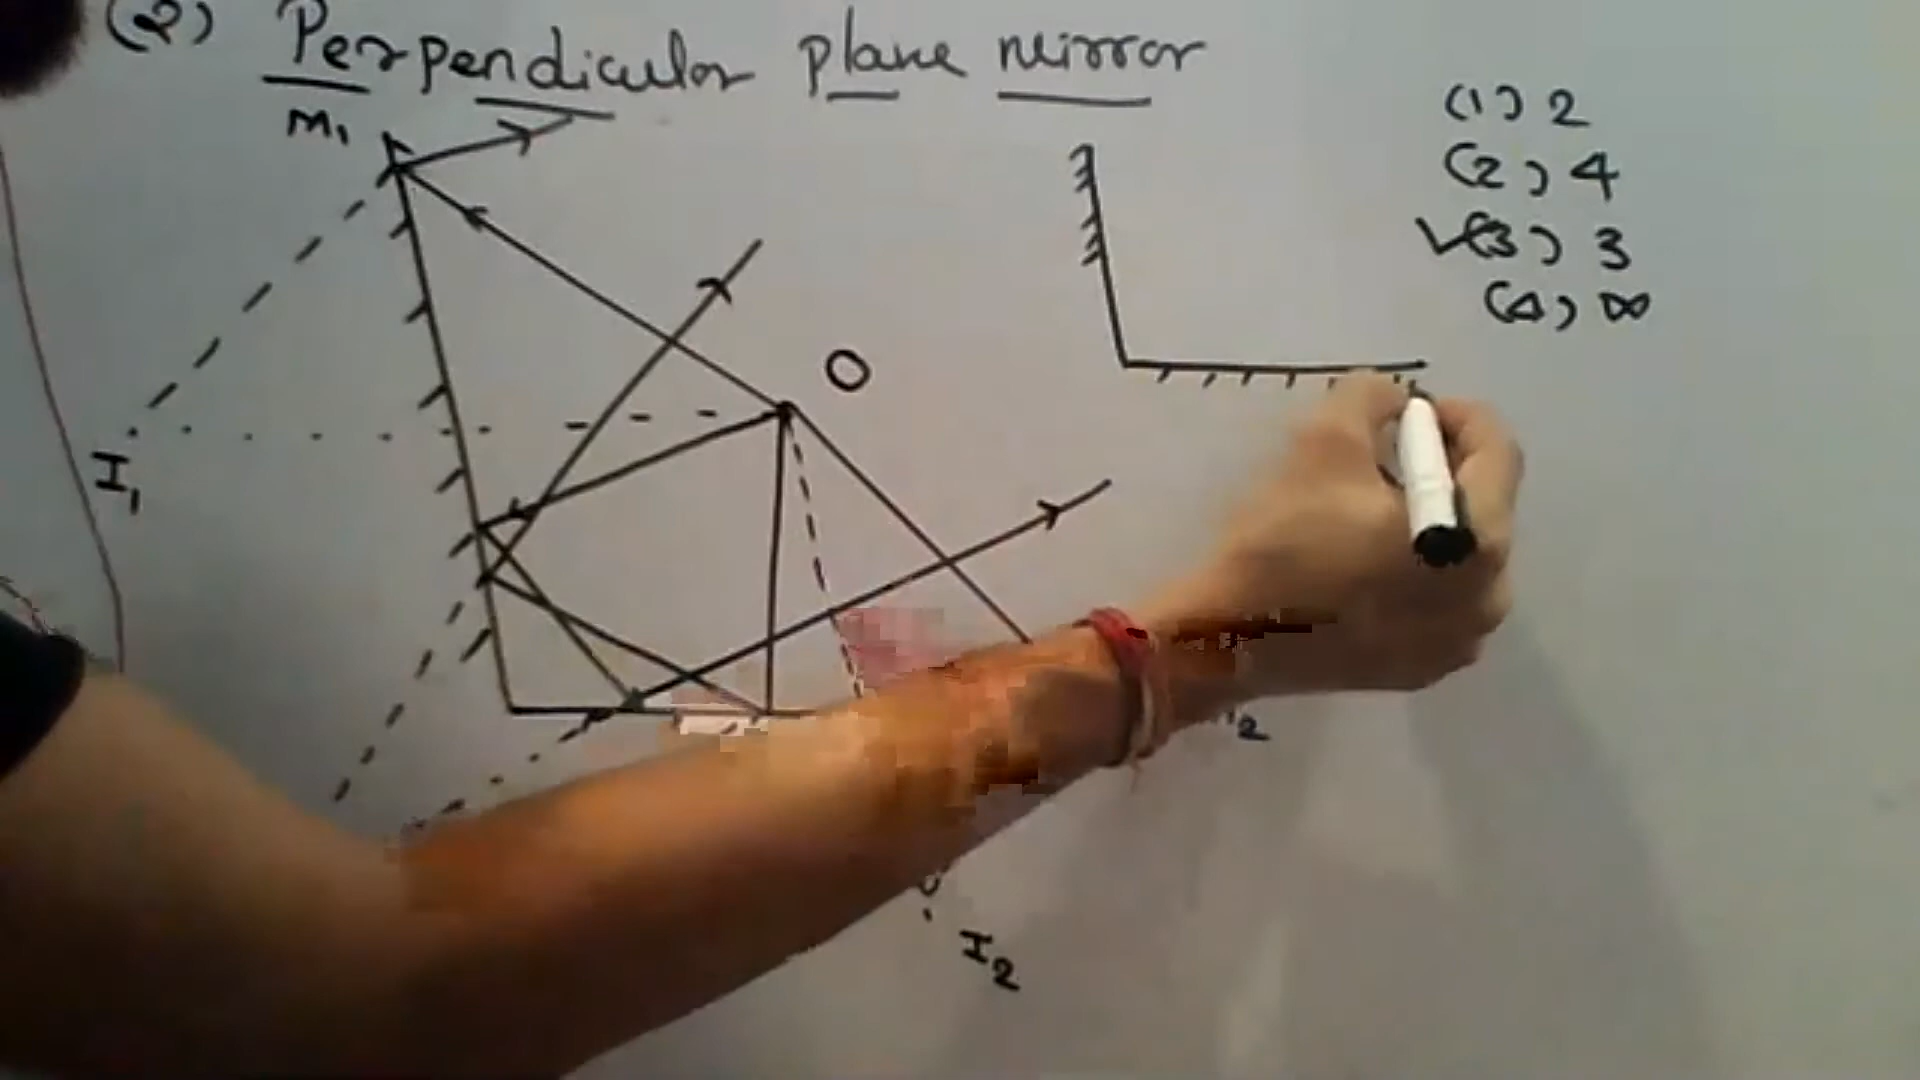 (2) Perpendicular plane mirror
M₁
(1) 2
(2) 4
✓(3) 3
(4) ∞
O
I₁
I₂